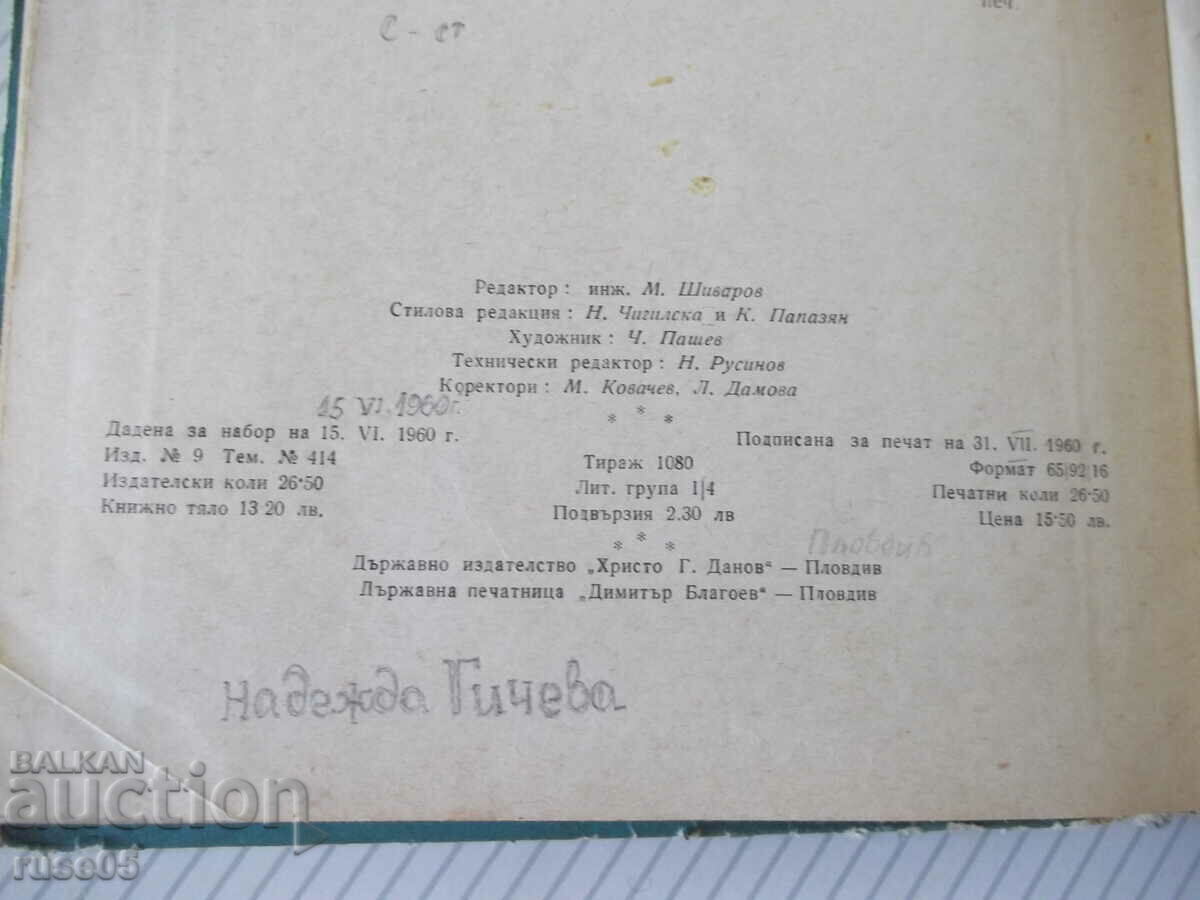 печ.
С - ст
Редактор: инж. М. Шиваров
Стилова редакция: Н. Чигилска и К. Папазян
Художник: Ч. Пашев
Технически редактор: Н. Русинов
Коректори: М. Ковачев, Л. Дамова
15 VI. 1960 г.
* * *
Дадена за набор на 15. VI. 1960 г.
Подписана за печат на 31. VII. 1960 г.
Изд. № 9 Тем. № 414
Тираж 1080
Формат 65/92/16
Издателски коли 26·50
Лит. група 1/4
Печатни коли 26·50
Книжно тяло 13 20 лв.
Подвързия 2.30 лв
Цена 15·50 лв.
* * *
Пловдив
Държавно издателство „Христо Г. Данов“ — Пловдив
Държавна печатница „Димитър Благоев“ — Пловдив
надежда Гичева
BALKAN
auction
ruse05